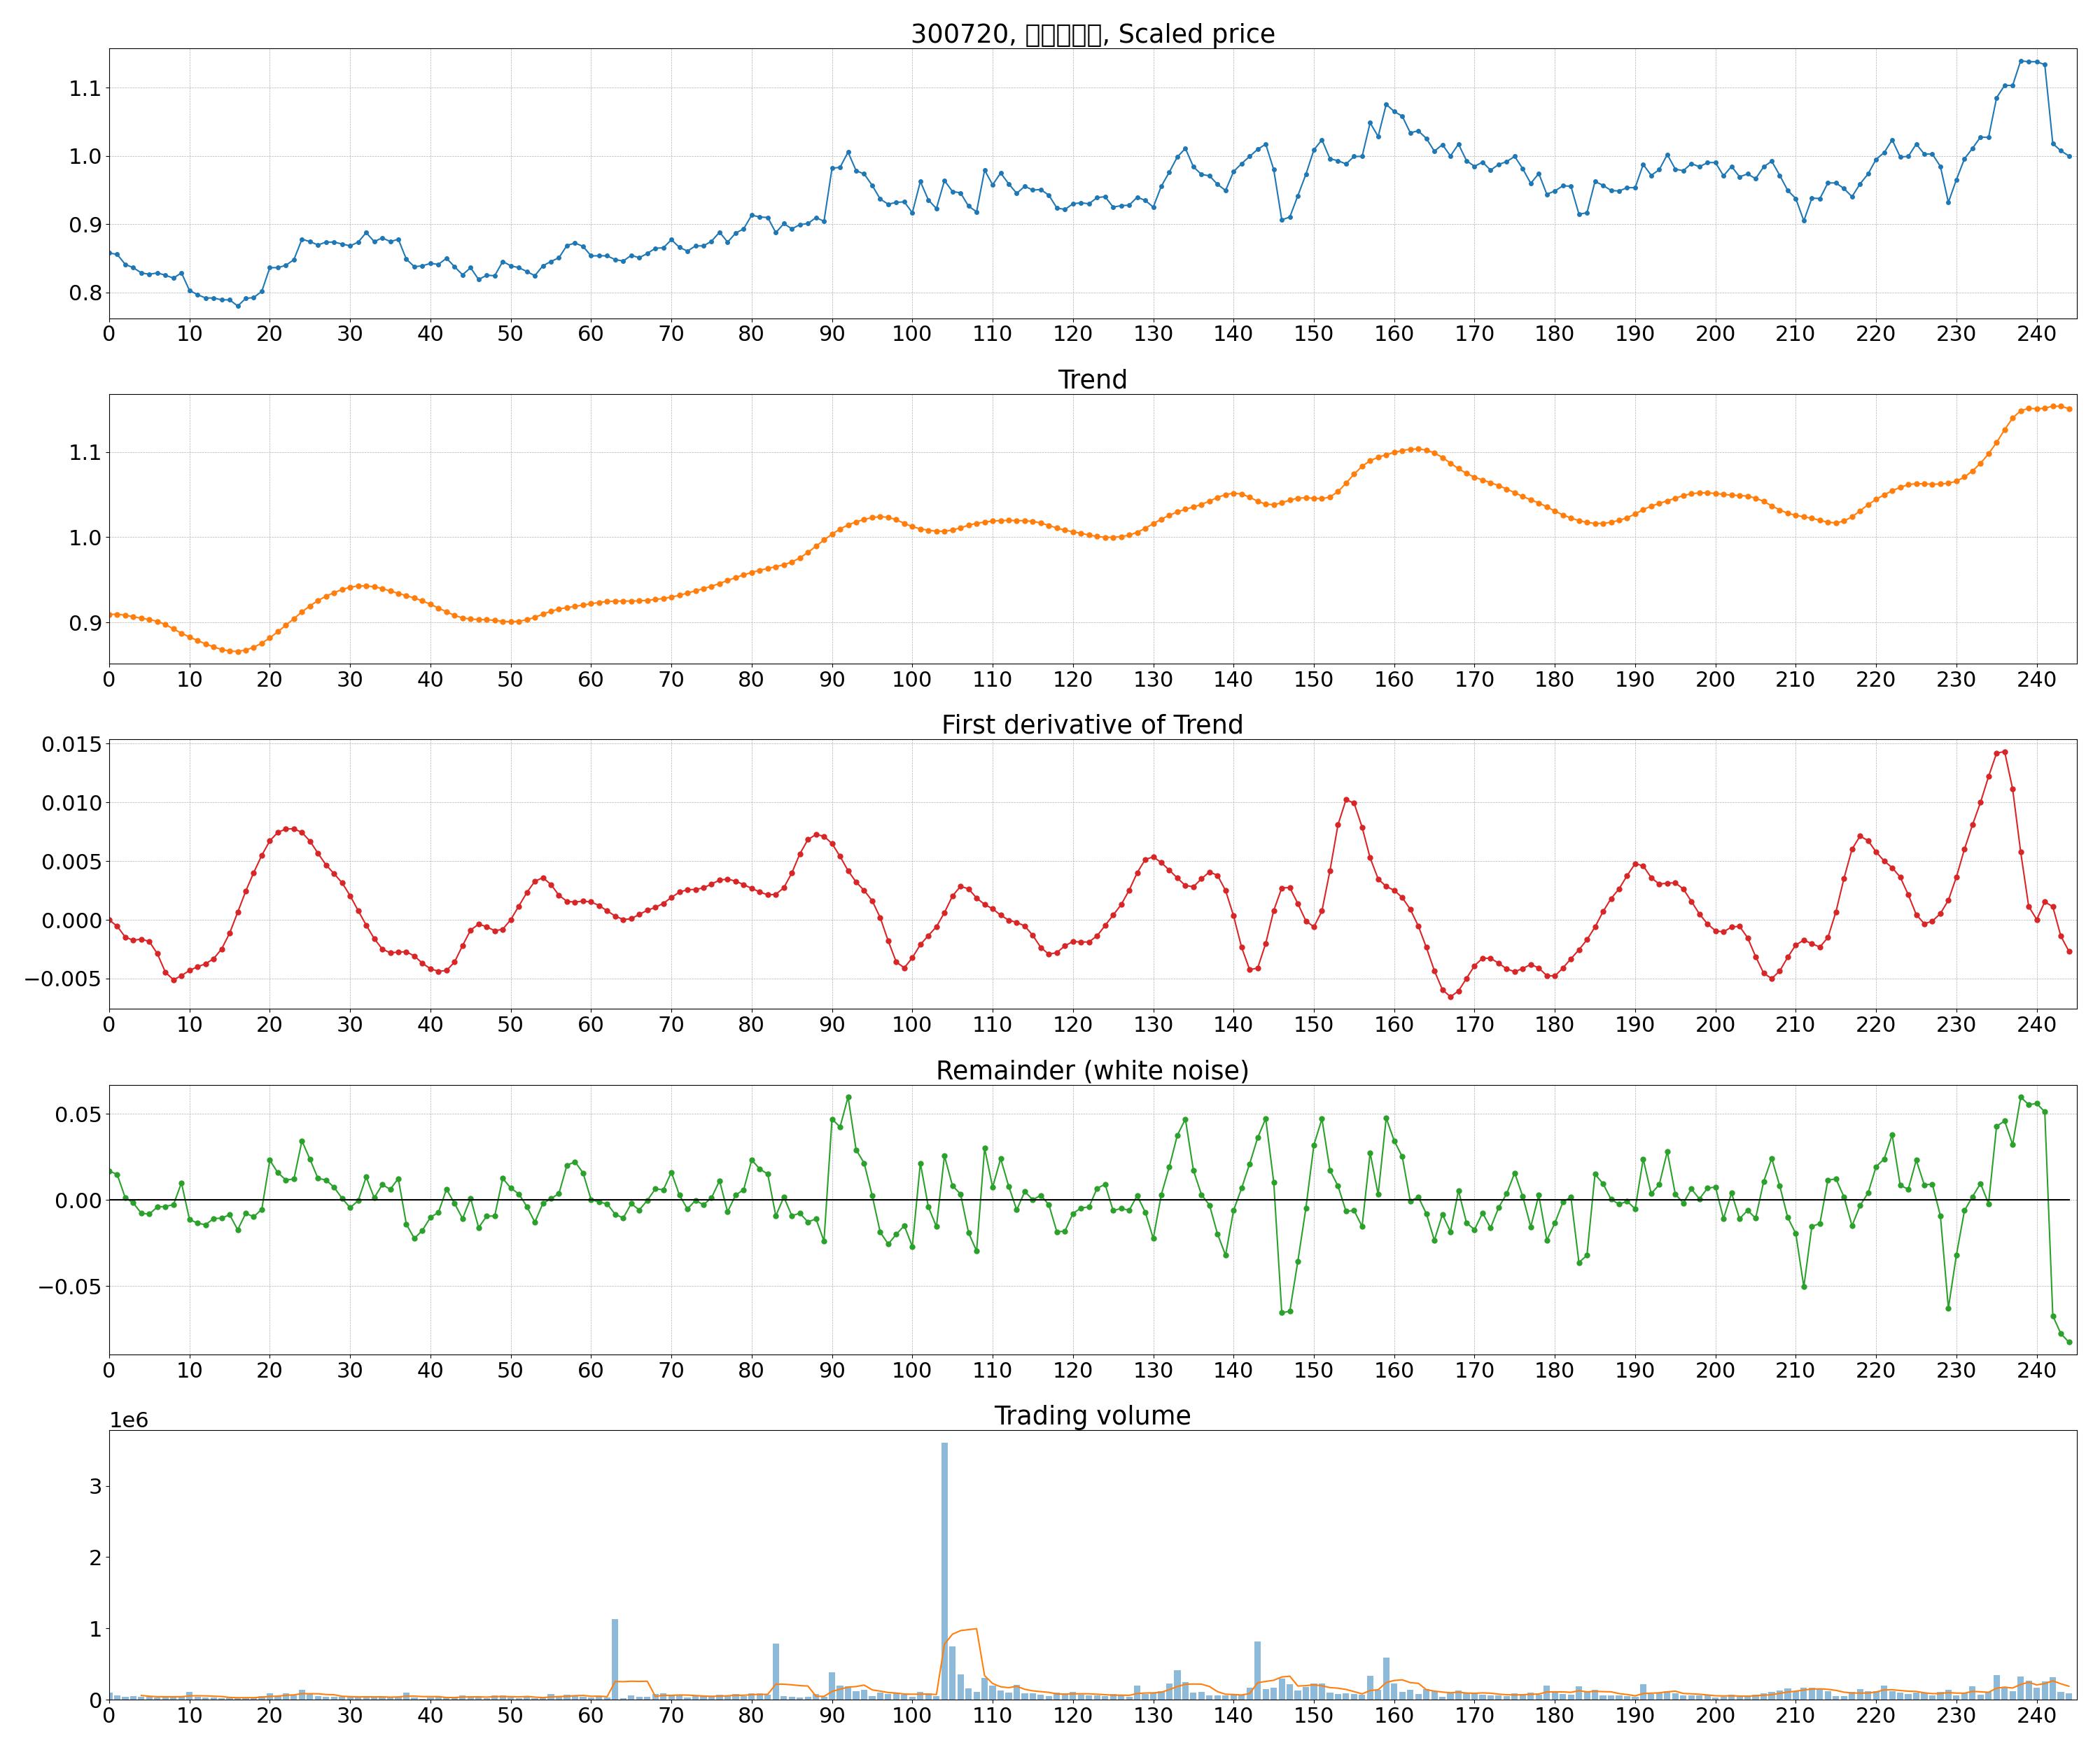 300720, □□□□□, Scaled price
1.1
1.0
0.9
0.8
0 10 20 30 40 50 60 70 80 90 100 110 120 130 140 150 160 170 180 190 200 210 220 230 240
Trend
1.1
1.0
0.9
0 10 20 30 40 50 60 70 80 90 100 110 120 130 140 150 160 170 180 190 200 210 220 230 240
First derivative of Trend
0.015
0.010
0.005
0.000
−0.005
0 10 20 30 40 50 60 70 80 90 100 110 120 130 140 150 160 170 180 190 200 210 220 230 240
Remainder (white noise)
0.05
0.00
−0.05
0 10 20 30 40 50 60 70 80 90 100 110 120 130 140 150 160 170 180 190 200 210 220 230 240
Trading volume
1e6
3
2
1
0
0 10 20 30 40 50 60 70 80 90 100 110 120 130 140 150 160 170 180 190 200 210 220 230 240